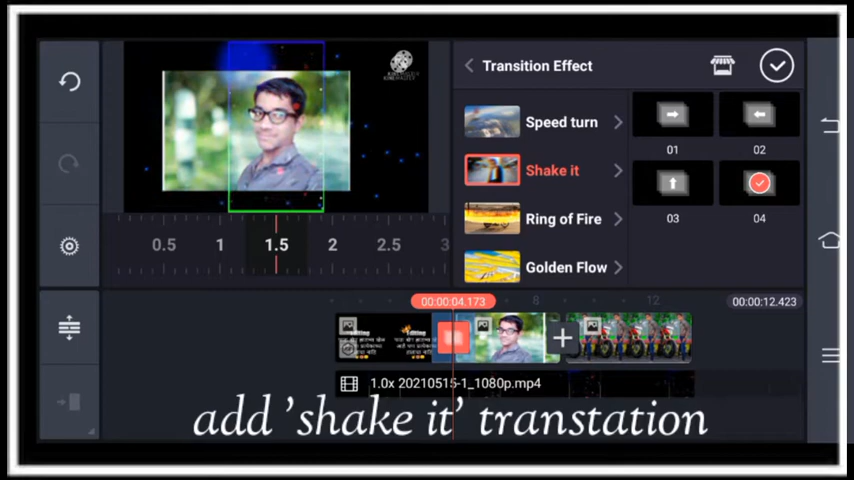 Transition Effect
Speed turn
Shake it
Ring of Fire
Golden Flow
01
02
03
04
0.5
1
1.5
2
2.5
3
00:00:04.173
8
12
00:00:12.423
Editing
Editing
1.0x 20210515-1_1080p.mp4
add 'shake it' transtation